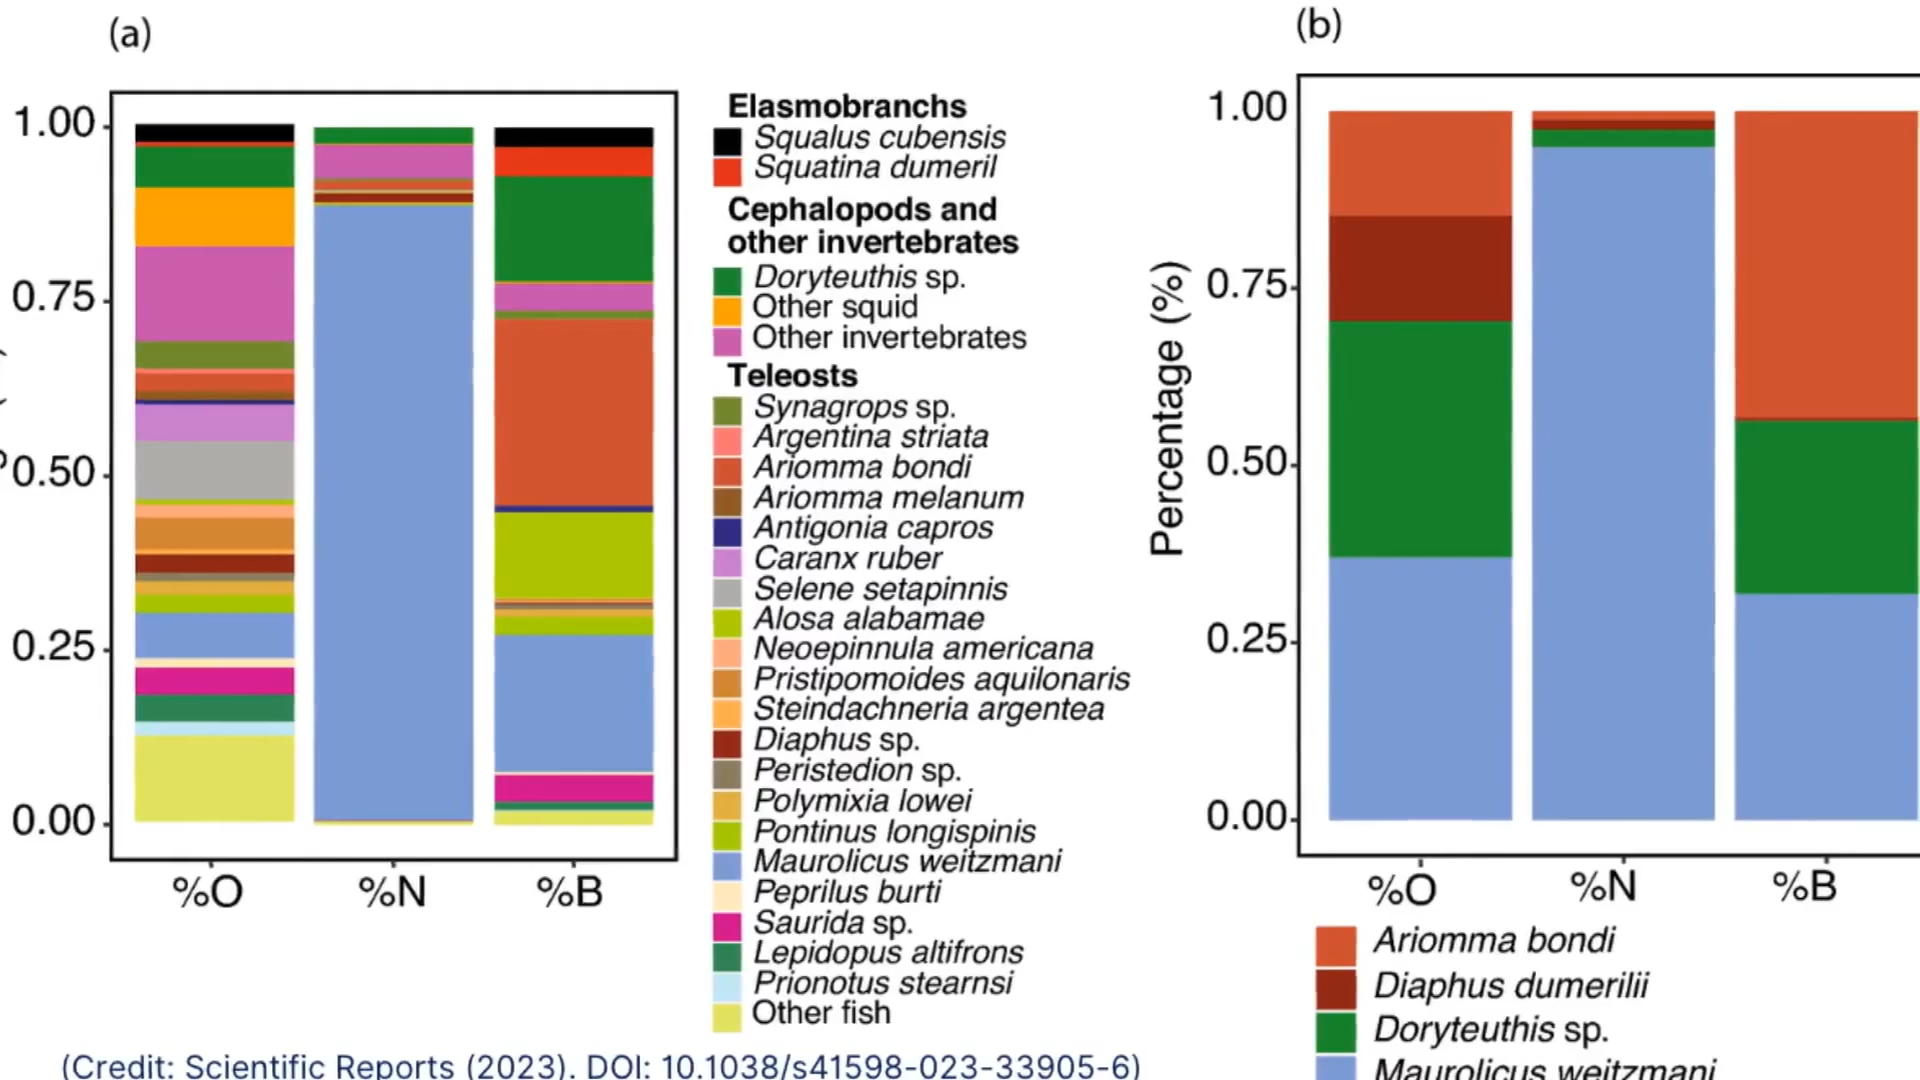 (a)
1.00
0.75
0.50
0.25
0.00
%O %N %B
Elasmobranchs
Squalus cubensis
Squatina dumeril
Cephalopods and
other invertebrates
Doryteuthis sp.
Other squid
Other invertebrates
Teleosts
Synagrops sp.
Argentina striata
Ariomma bondi
Ariomma melanum
Antigonia capros
Caranx ruber
Selene setapinnis
Alosa alabamae
Neoepinnula americana
Pristipomoides aquilonaris
Steindachneria argentea
Diaphus sp.
Peristedion sp.
Polymixia lowei
Pontinus longispinis
Maurolicus weitzmani
Peprilus burti
Saurida sp.
Lepidopus altifrons
Prionotus stearnsi
Other fish
(b)
Percentage (%)
1.00
0.75
0.50
0.25
0.00
%O %N %B
Ariomma bondi
Diaphus dumerilii
Doryteuthis sp.
Maurolicus weitzmani
(Credit: Scientific Reports (2023). DOI: 10.1038/s41598-023-33905-6)